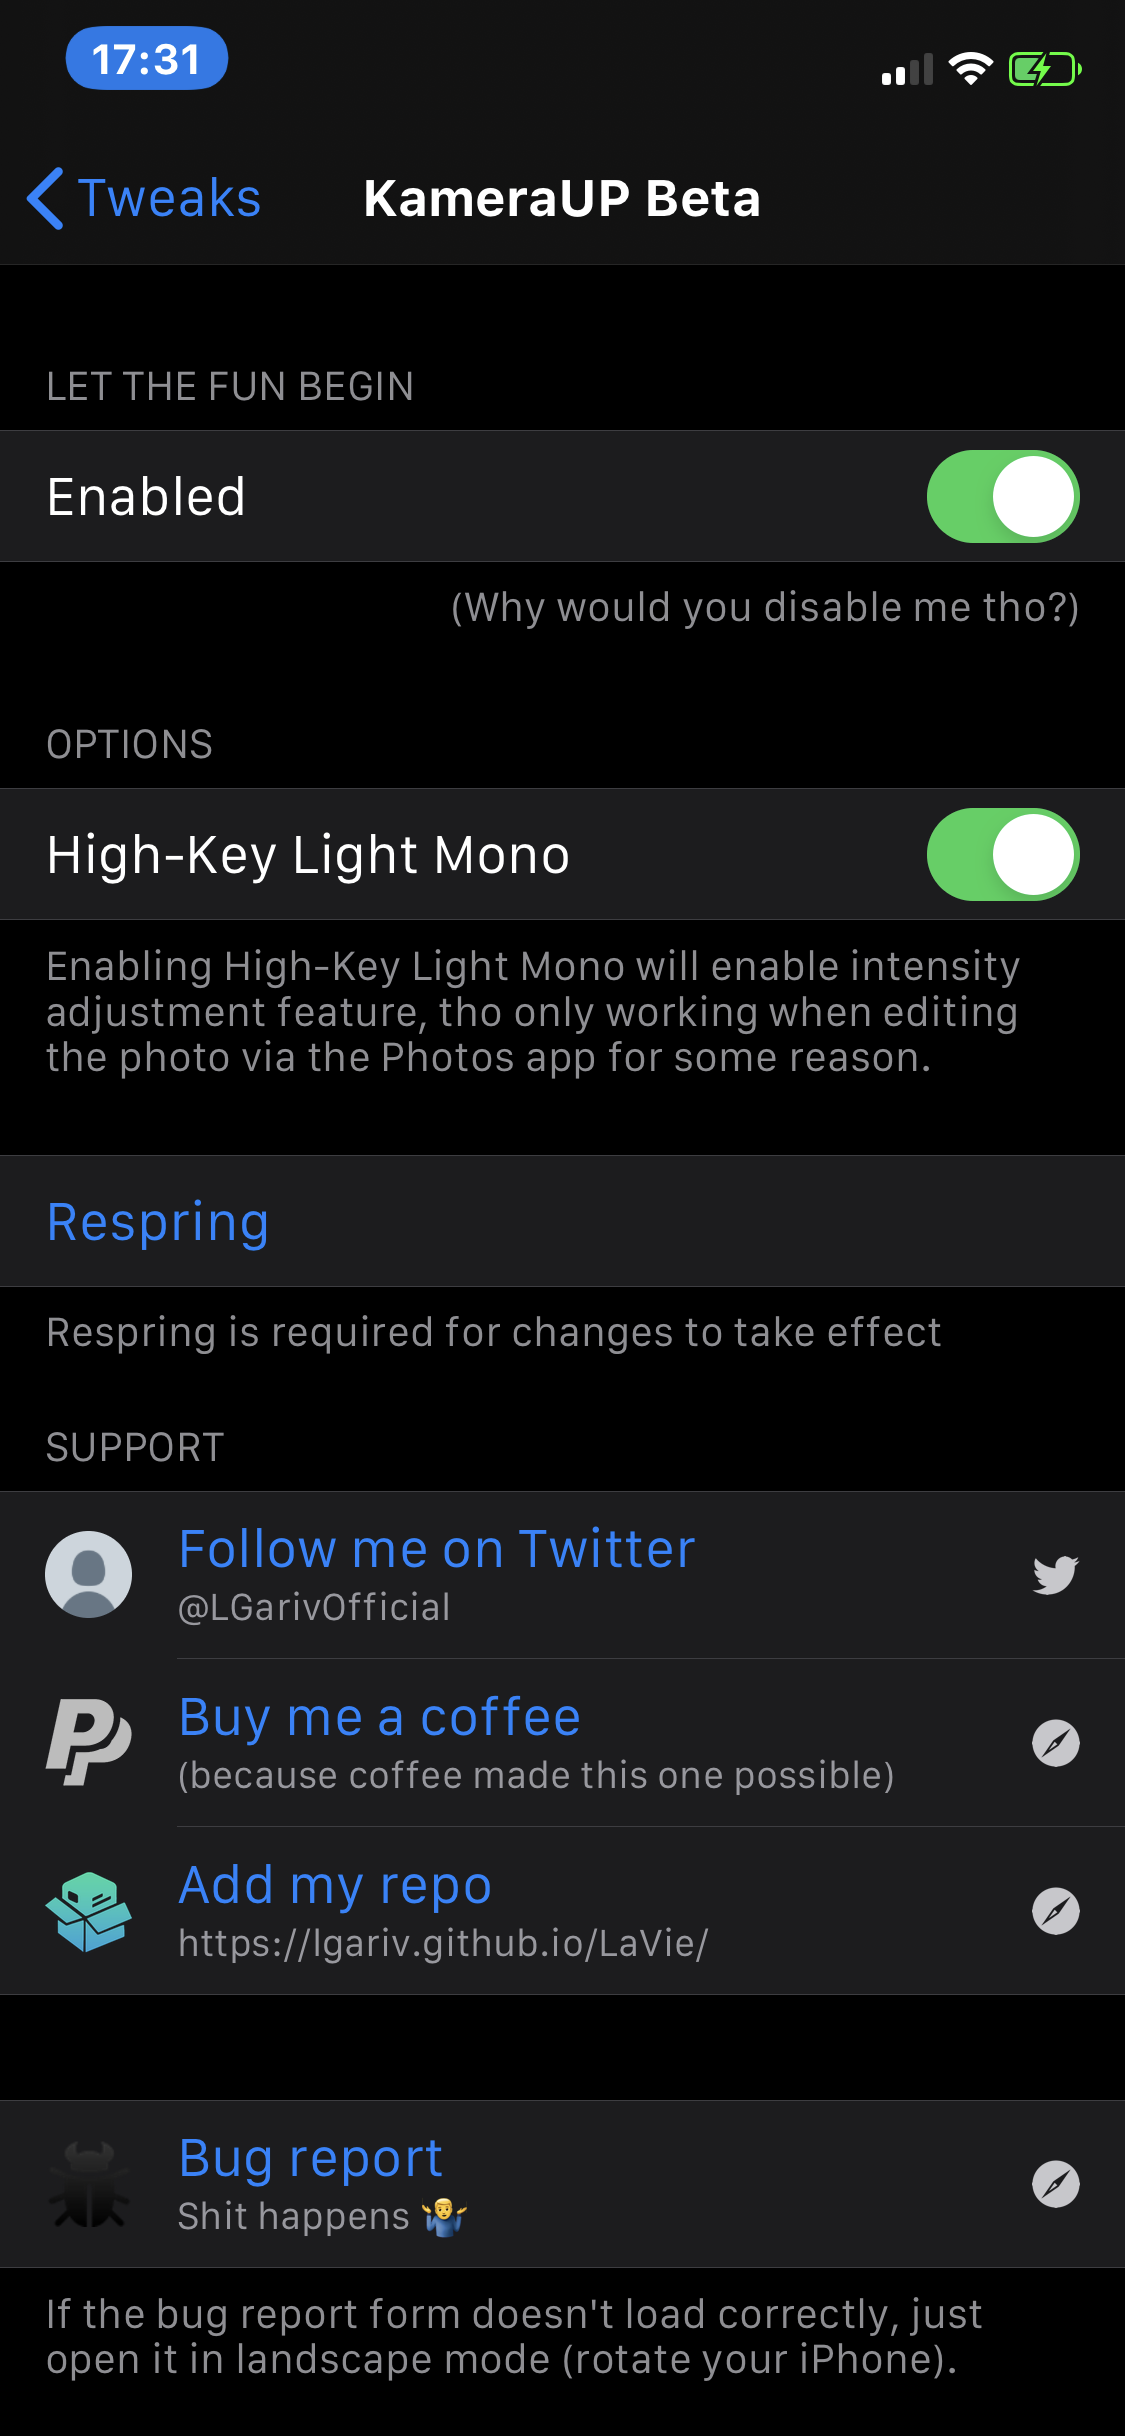 17:31
Tweaks
KameraUP Beta
LET THE FUN BEGIN
Enabled
(Why would you disable me tho?)
OPTIONS
High-Key Light Mono
Enabling High-Key Light Mono will enable intensity
adjustment feature, tho only working when editing
the photo via the Photos app for some reason.
Respring
Respring is required for changes to take effect
SUPPORT
Follow me on Twitter
@LGarivOfficial
Buy me a coffee
(because coffee made this one possible)
Add my repo
https://lgariv.github.io/LaVie/
Bug report
Shit happens 🤷‍♂️
If the bug report form doesn't load correctly, just
open it in landscape mode (rotate your iPhone).